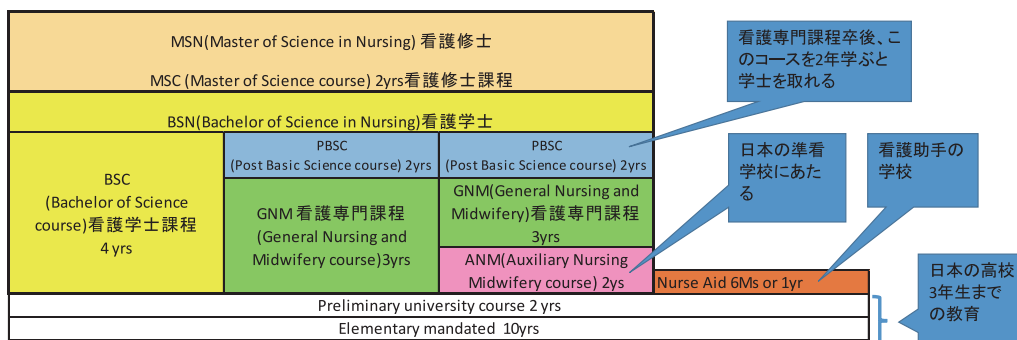 MSN(Master of Science in Nursing) 看護修士
MSC (Master of Science course) 2yrs看護修士課程
BSN(Bachelor of Science in Nursing)看護学士
BSC
(Bachelor of Science
course)看護学士課程
4 yrs
PBSC
(Post Basic Science course) 2yrs
GNM 看護専門課程
(General Nursing and
Midwifery course)3yrs
PBSC
(Post Basic Science course) 2yrs
GNM(General Nursing and
Midwifery)看護専門課程
3yrs
ANM(Auxiliary Nursing
Midwifery course) 2ys
Nurse Aid 6Ms or 1yr
Preliminary university course 2 yrs
Elementary mandated 10yrs
看護専門課程卒後、こ
のコースを2年学ぶと
学士を取れる
日本の準看
学校にあた
る
看護助手の
学校
日本の高校
3年生まで
の教育